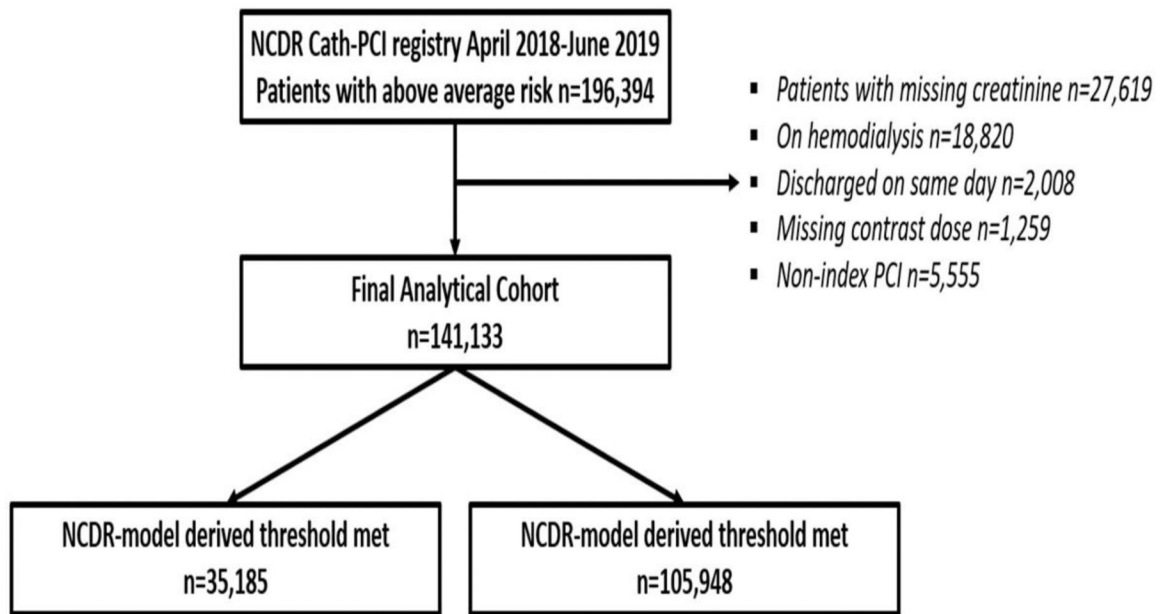 NCDR Cath-PCI registry April 2018-June 2019
Patients with above average risk n=196,394
▪ Patients with missing creatinine n=27,619
▪ On hemodialysis n=18,820
▪ Discharged on same day n=2,008
▪ Missing contrast dose n=1,259
▪ Non-index PCI n=5,555
Final Analytical Cohort
n=141,133
NCDR-model derived threshold met
n=35,185
NCDR-model derived threshold met
n=105,948